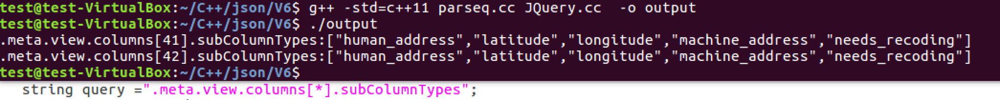 test@test-VirtualBox:~/C++/json/V6$ g++ -std=c++11 parseq.cc JQuery.cc  -o output
test@test-VirtualBox:~/C++/json/V6$ ./output
.meta.view.columns[41].subColumnTypes:["human_address","latitude","longitude","machine_address","needs_recoding"]
.meta.view.columns[42].subColumnTypes:["human_address","latitude","longitude","machine_address","needs_recoding"]
test@test-VirtualBox:~/C++/json/V6$
string query =".meta.view.columns[*].subColumnTypes";